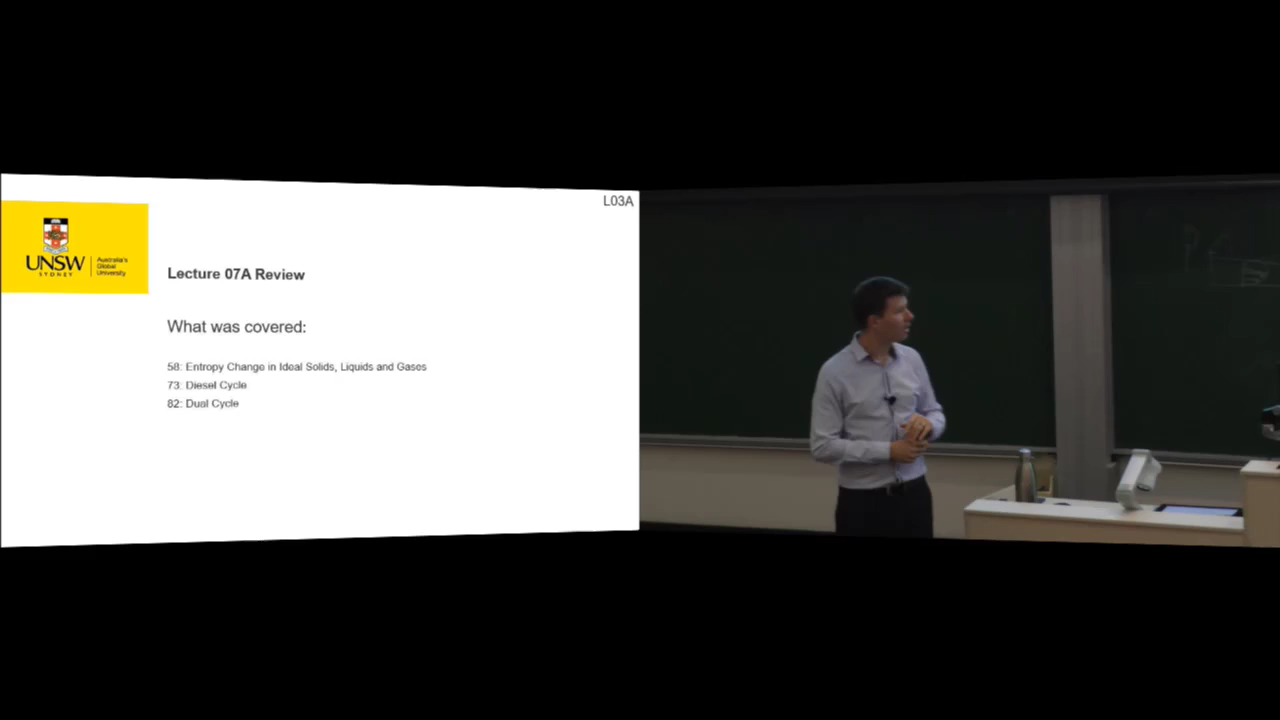 L03A
UNSW
SYDNEY
Australia's
Global
University
Lecture 07A Review
What was covered:
58: Entropy Change in Ideal Solids, Liquids and Gases
73: Diesel Cycle
82: Dual Cycle